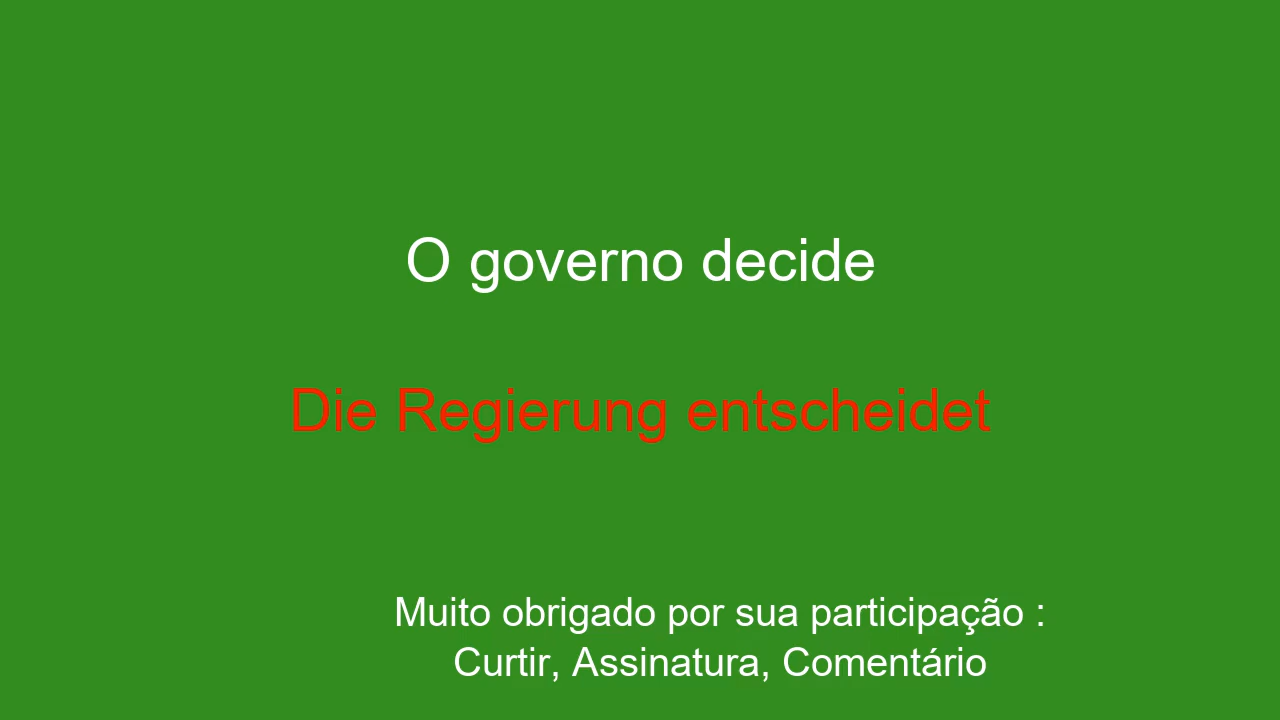 O governo decide
Die Regierung entscheidet
Muito obrigado por sua participação :
Curtir, Assinatura, Comentário